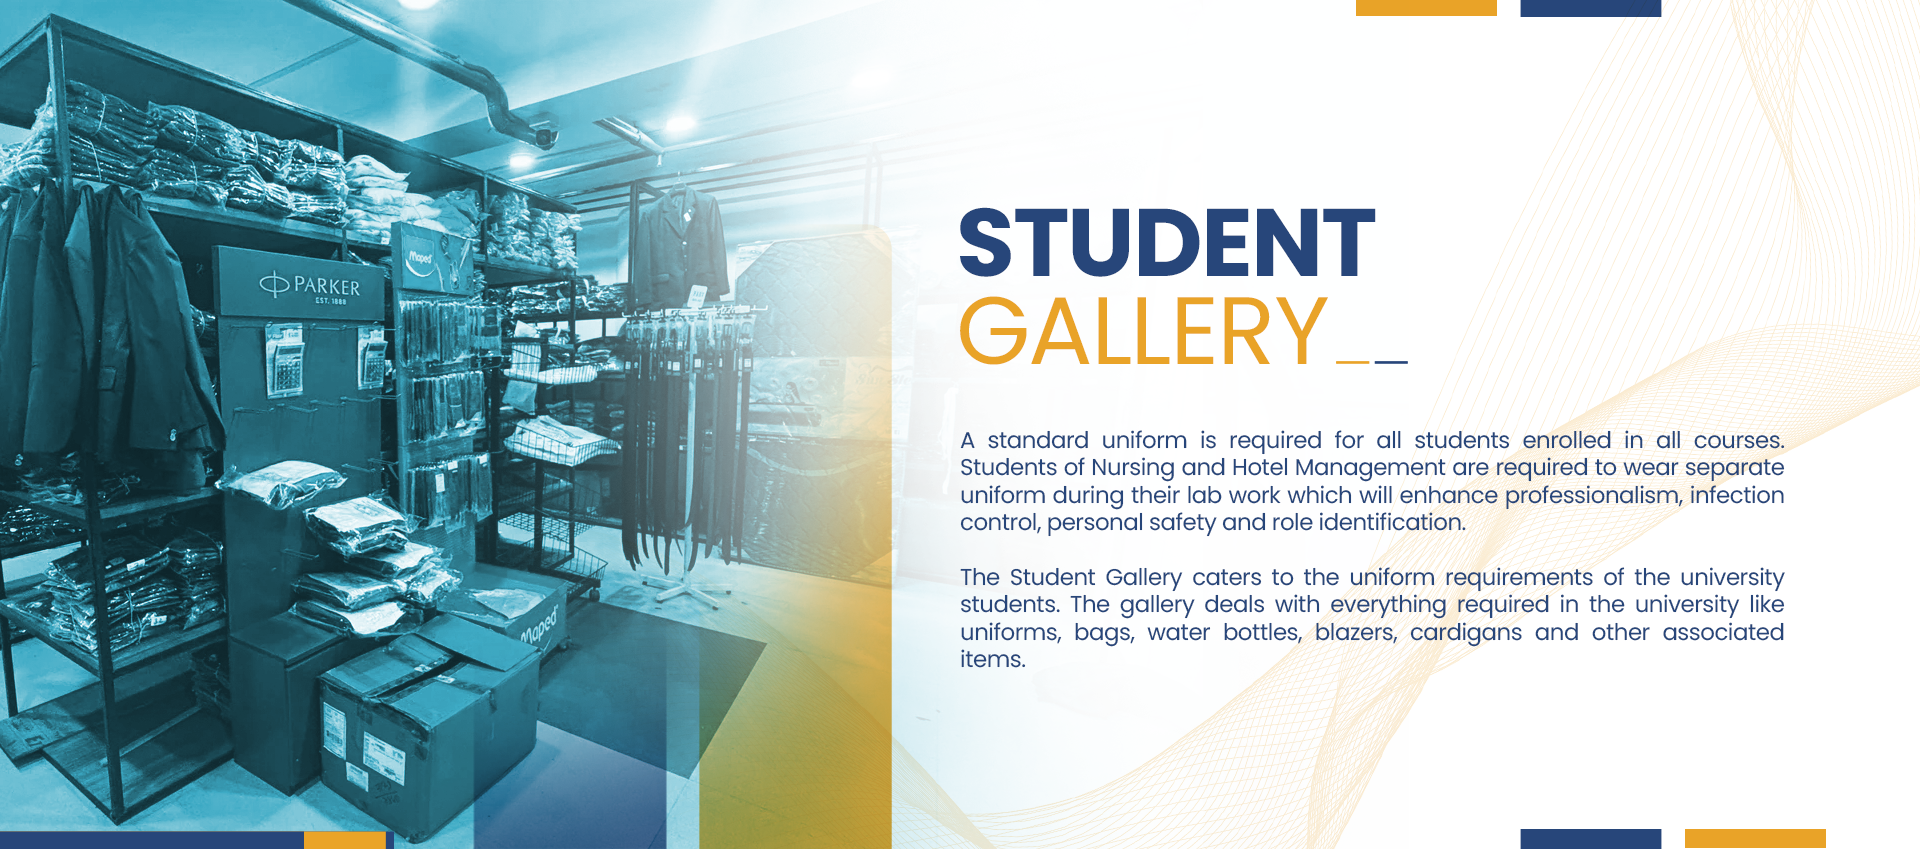 PARKER
EST. 1888
Maped
Maped
STUDENT
GALLERY
A standard uniform is required for all students enrolled in all courses.
Students of Nursing and Hotel Management are required to wear separate
uniform during their lab work which will enhance professionalism, infection
control, personal safety and role identification.
The Student Gallery caters to the uniform requirements of the university
students. The gallery deals with everything required in the university like
uniforms, bags, water bottles, blazers, cardigans and other associated
items.